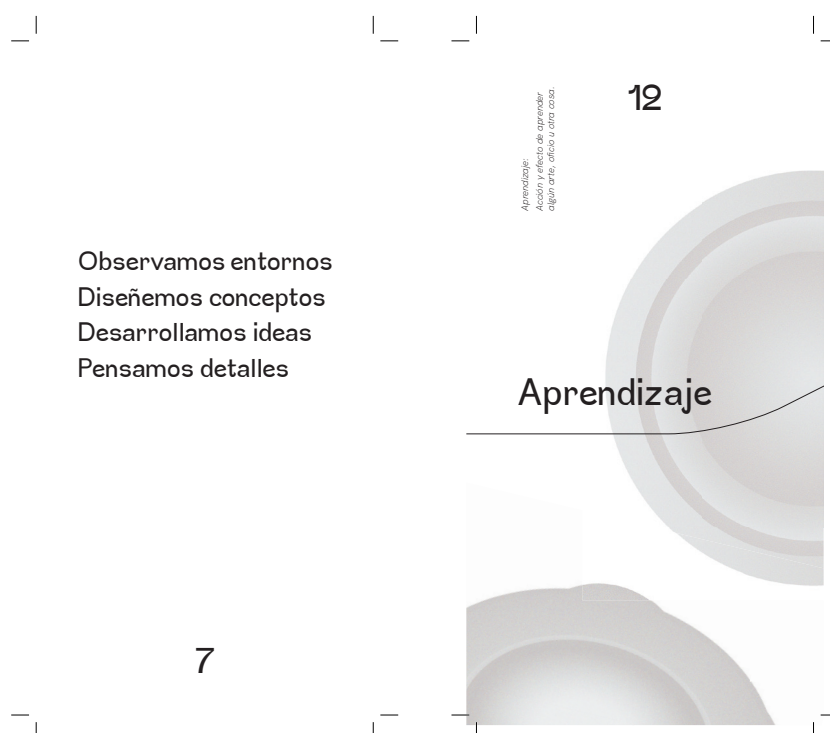 Observamos entornos
Diseñemos conceptos
Desarrollamos ideas
Pensamos detalles
7
12
Aprendizaje:
Acción y efecto de aprender
algún arte, oficio u otra cosa.
Aprendizaje